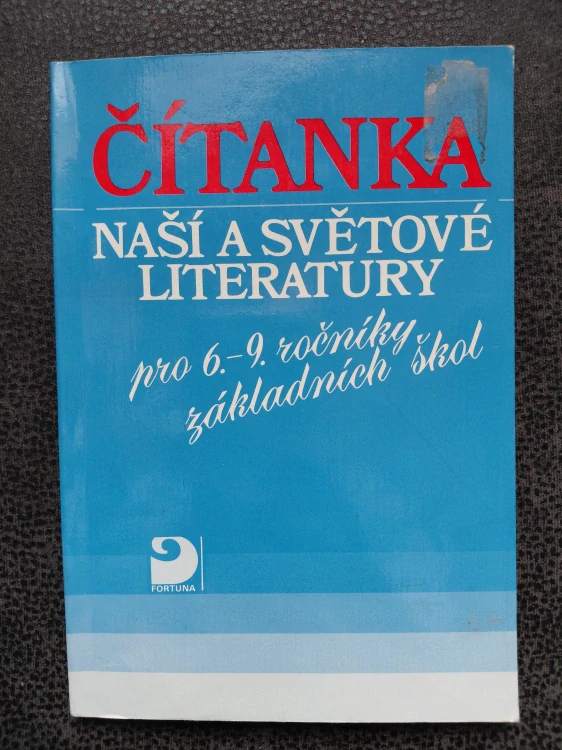 ČÍTANKA
NAŠÍ A SVĚTOVÉ
LITERATURY
pro 6.-9. ročníky
základních škol
FORTUNA